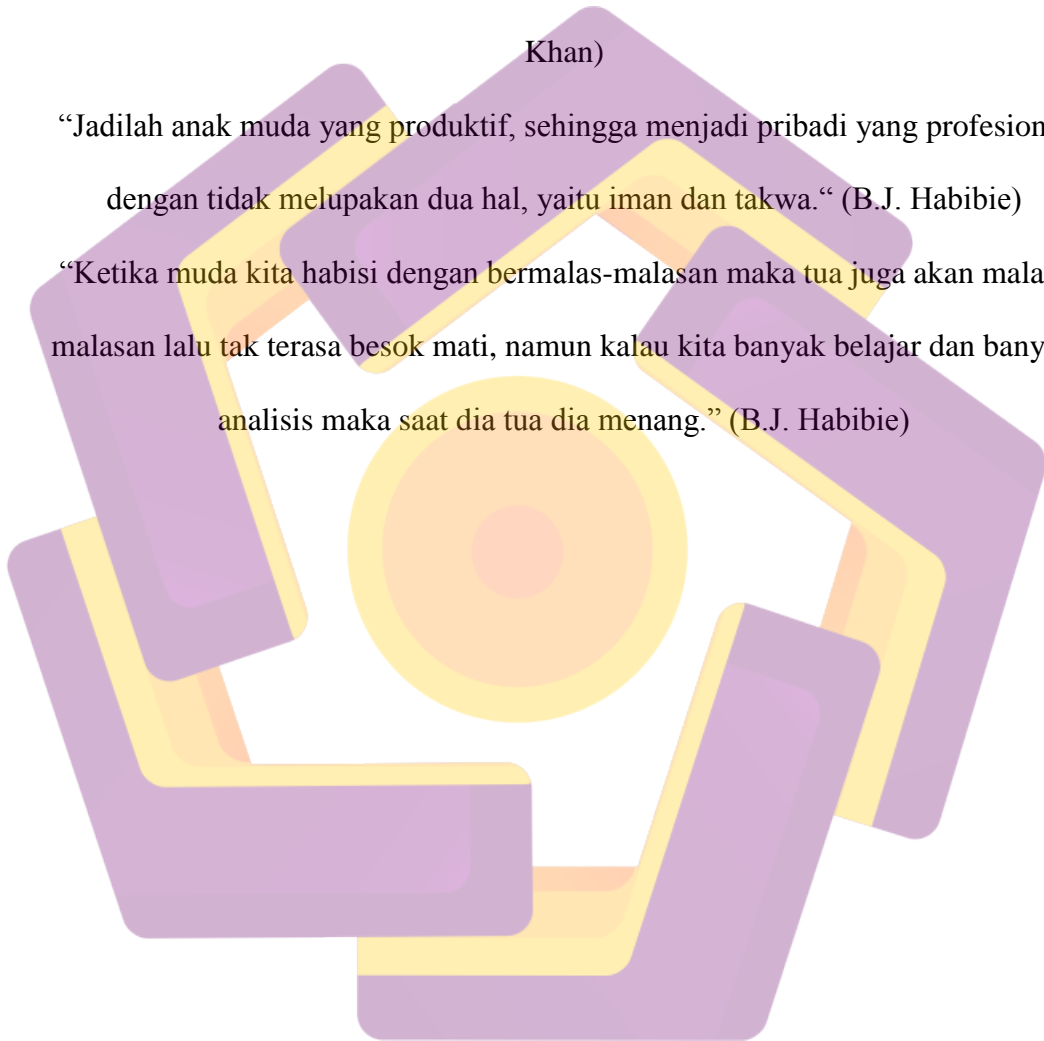 Khan)
“Jadilah anak muda yang produktif, sehingga menjadi pribadi yang profesion
dengan tidak melupakan dua hal, yaitu iman dan takwa.“ (B.J. Habibie)
“Ketika muda kita habisi dengan bermalas-malasan maka tua juga akan mala
malasan lalu tak terasa besok mati, namun kalau kita banyak belajar dan bany
analisis maka saat dia tua dia menang.” (B.J. Habibie)